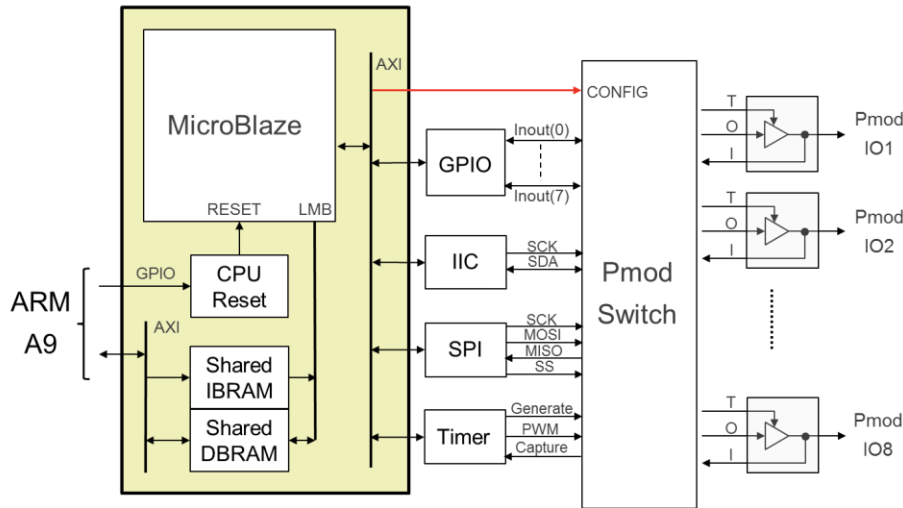 AXI
MicroBlaze
CONFIG
RESET
LMB
GPIO
CPU
Reset
ARM
A9
AXI
Shared
IBRAM
Shared
DBRAM
GPIO
Inout(0)
Inout(7)
IIC
SCK
SDA
SPI
SCK
MOSI
MISO
SS
Timer
Generate
PWM
Capture
Pmod
Switch
T
O
I
Pmod
IO1
T
O
I
Pmod
IO2
T
O
I
Pmod
IO8